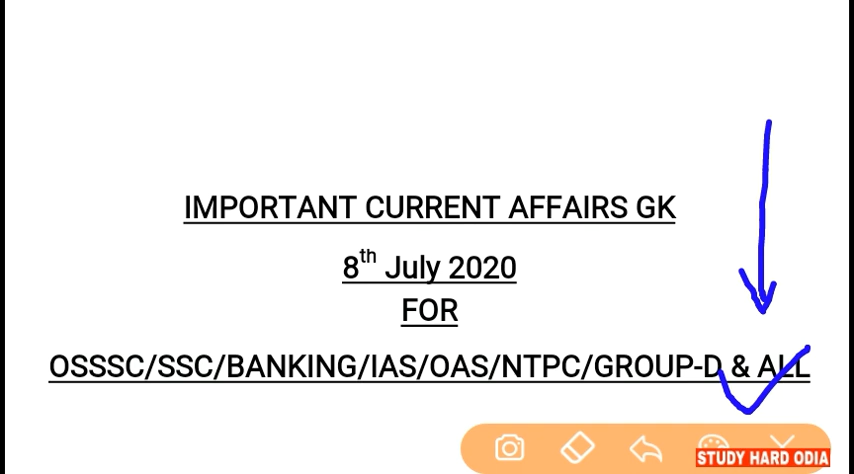 IMPORTANT CURRENT AFFAIRS GK
8th July 2020
FOR
OSSSC/SSC/BANKING/IAS/OAS/NTPC/GROUP-D & ALL
STUDY HARD ODIA